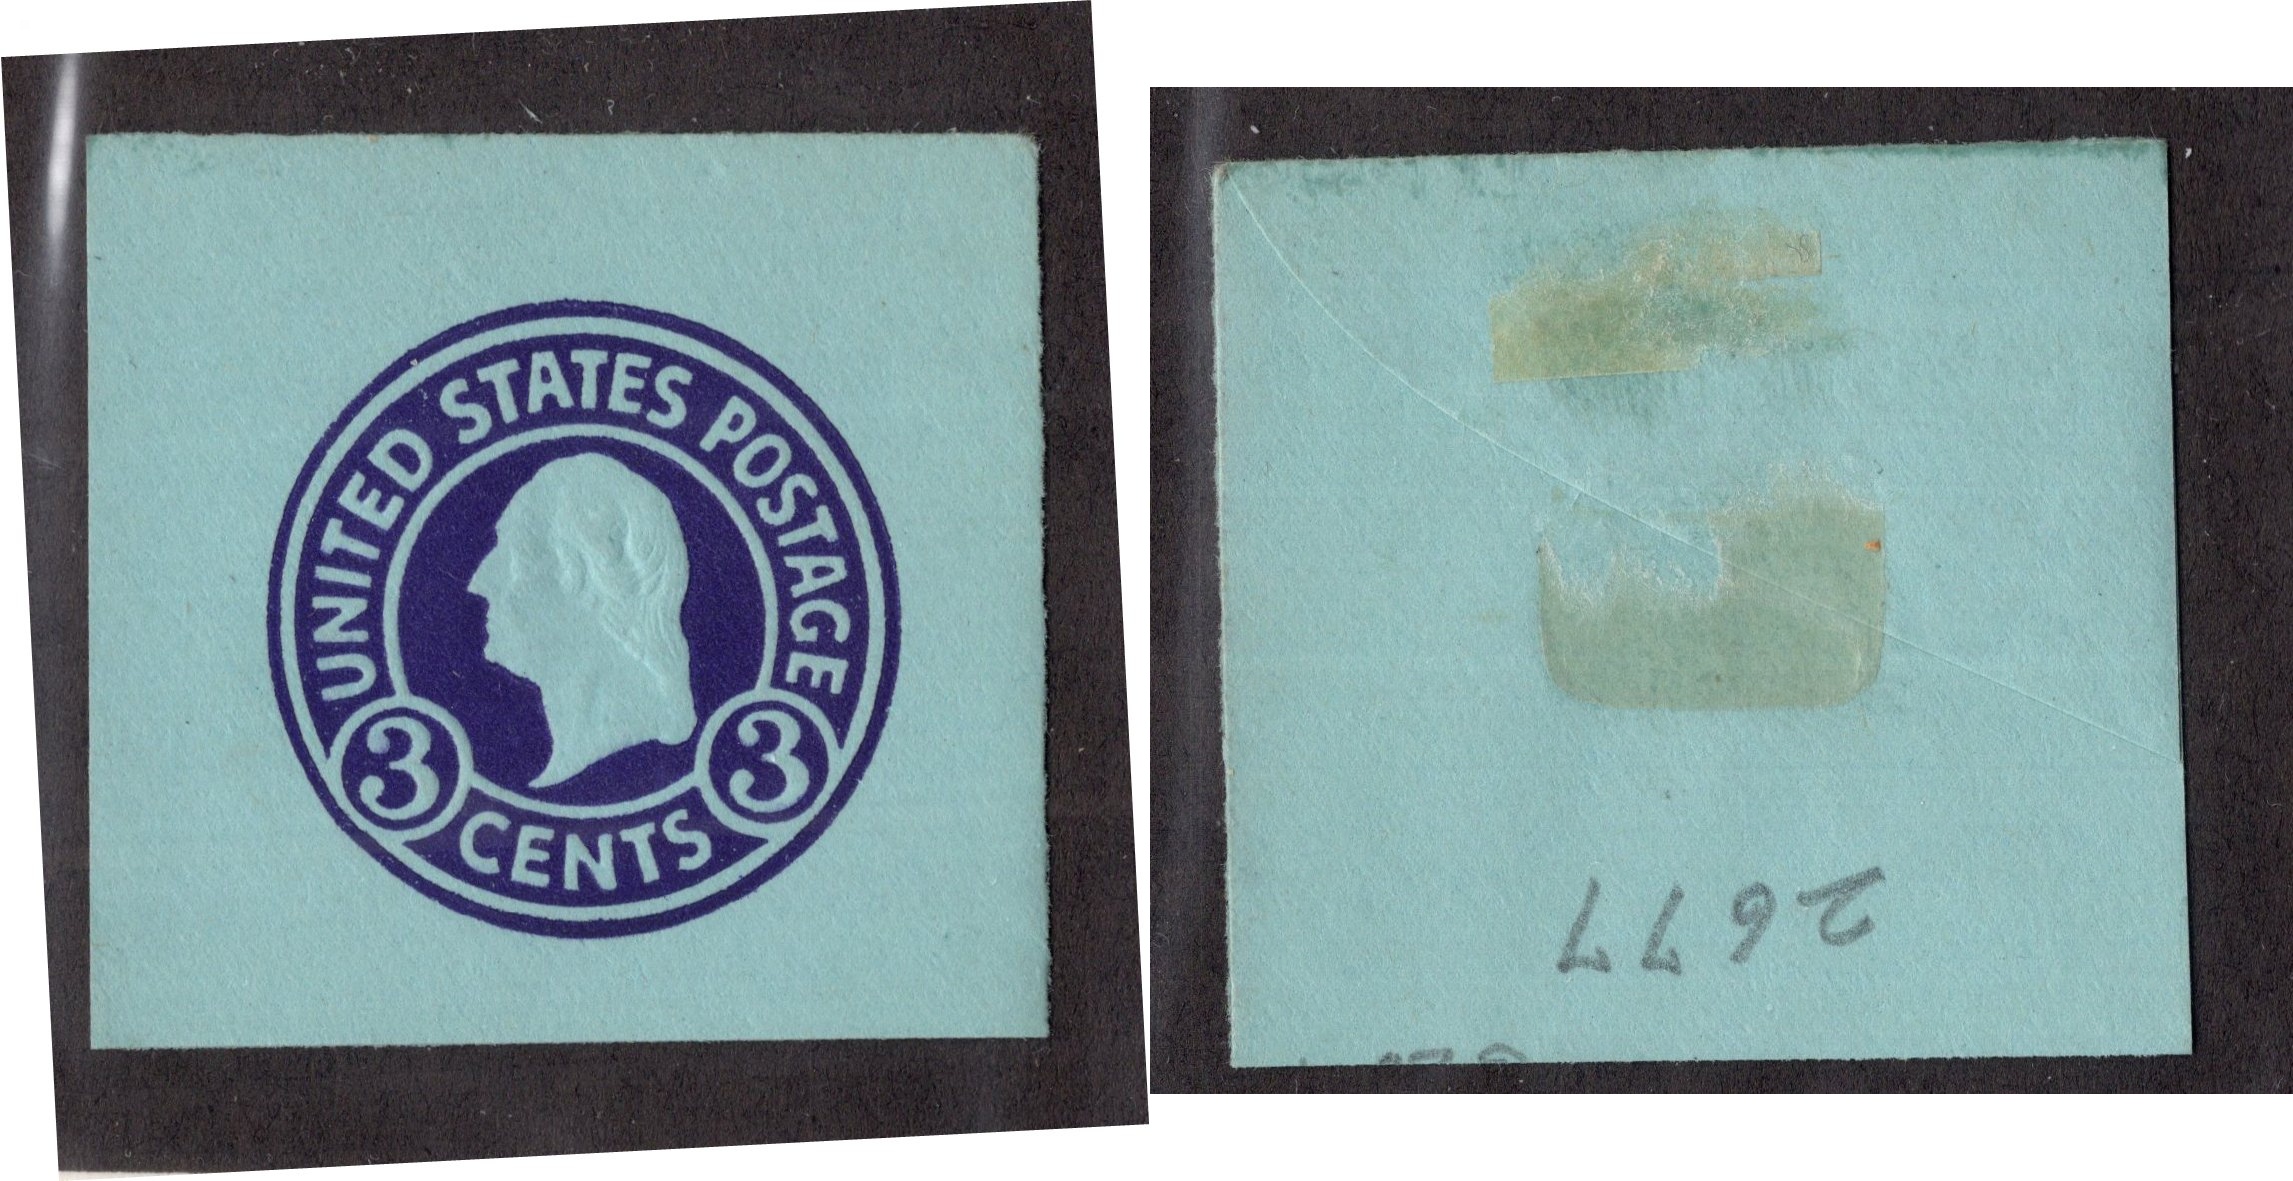 UNITED STATES POSTAGE
3 CENTS 3
2677